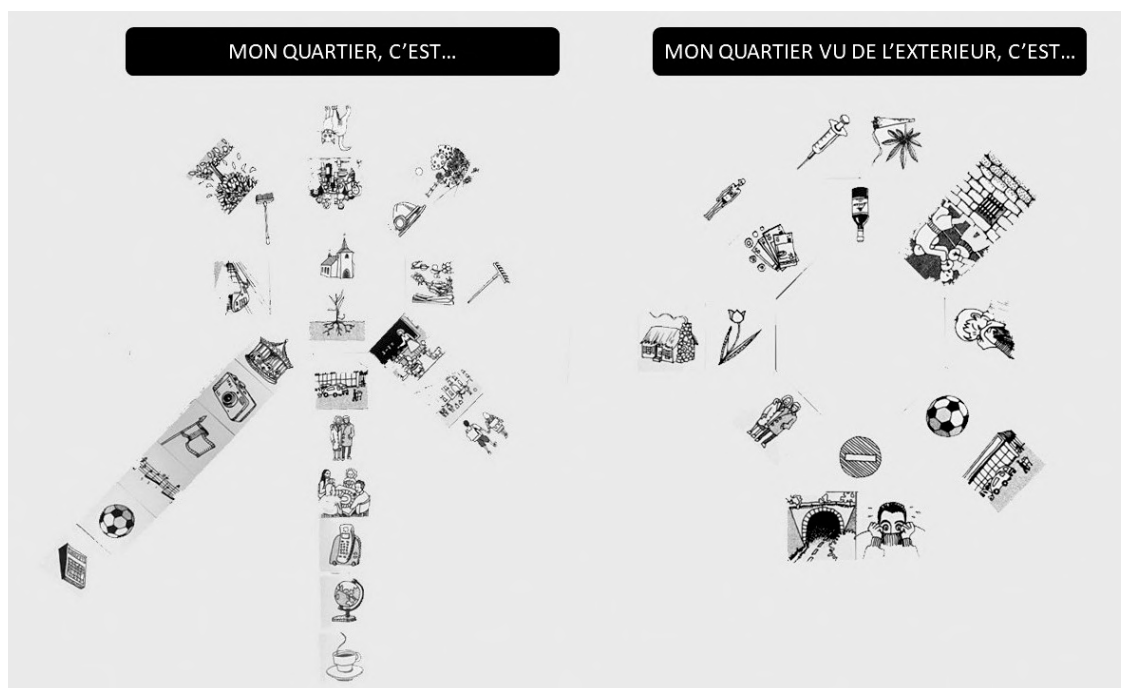 MON QUARTIER, C’EST…
MON QUARTIER VU DE L’EXTERIEUR, C’EST…